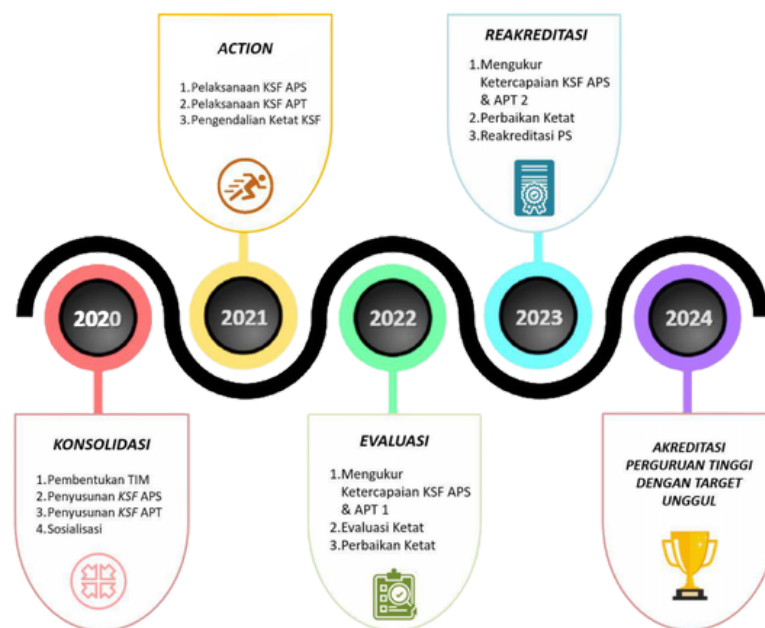 ACTION
1.Pelaksanaan KSF APS
2.Pelaksanaan KSF APT
3.Pengendalian Ketat KSF
REAKREDITASI
1.Mengukur
Ketercapaian KSF APS
& APT 2
2.Perbaikan Ketat
3.Reakreditasi PS
2020
2021
2022
2023
2024
KONSOLIDASI
1.Pembentukan TIM
2.Penyusunan KSF APS
3.Penyusunan KSF APT
4.Sosialisasi
EVALUASI
1.Mengukur
Ketercapaian KSF APS
& APT 1
2.Evaluasi Ketat
3.Perbaikan Ketat
AKREDITASI
PERGURUAN TINGGI
DENGAN TARGET
UNGGUL